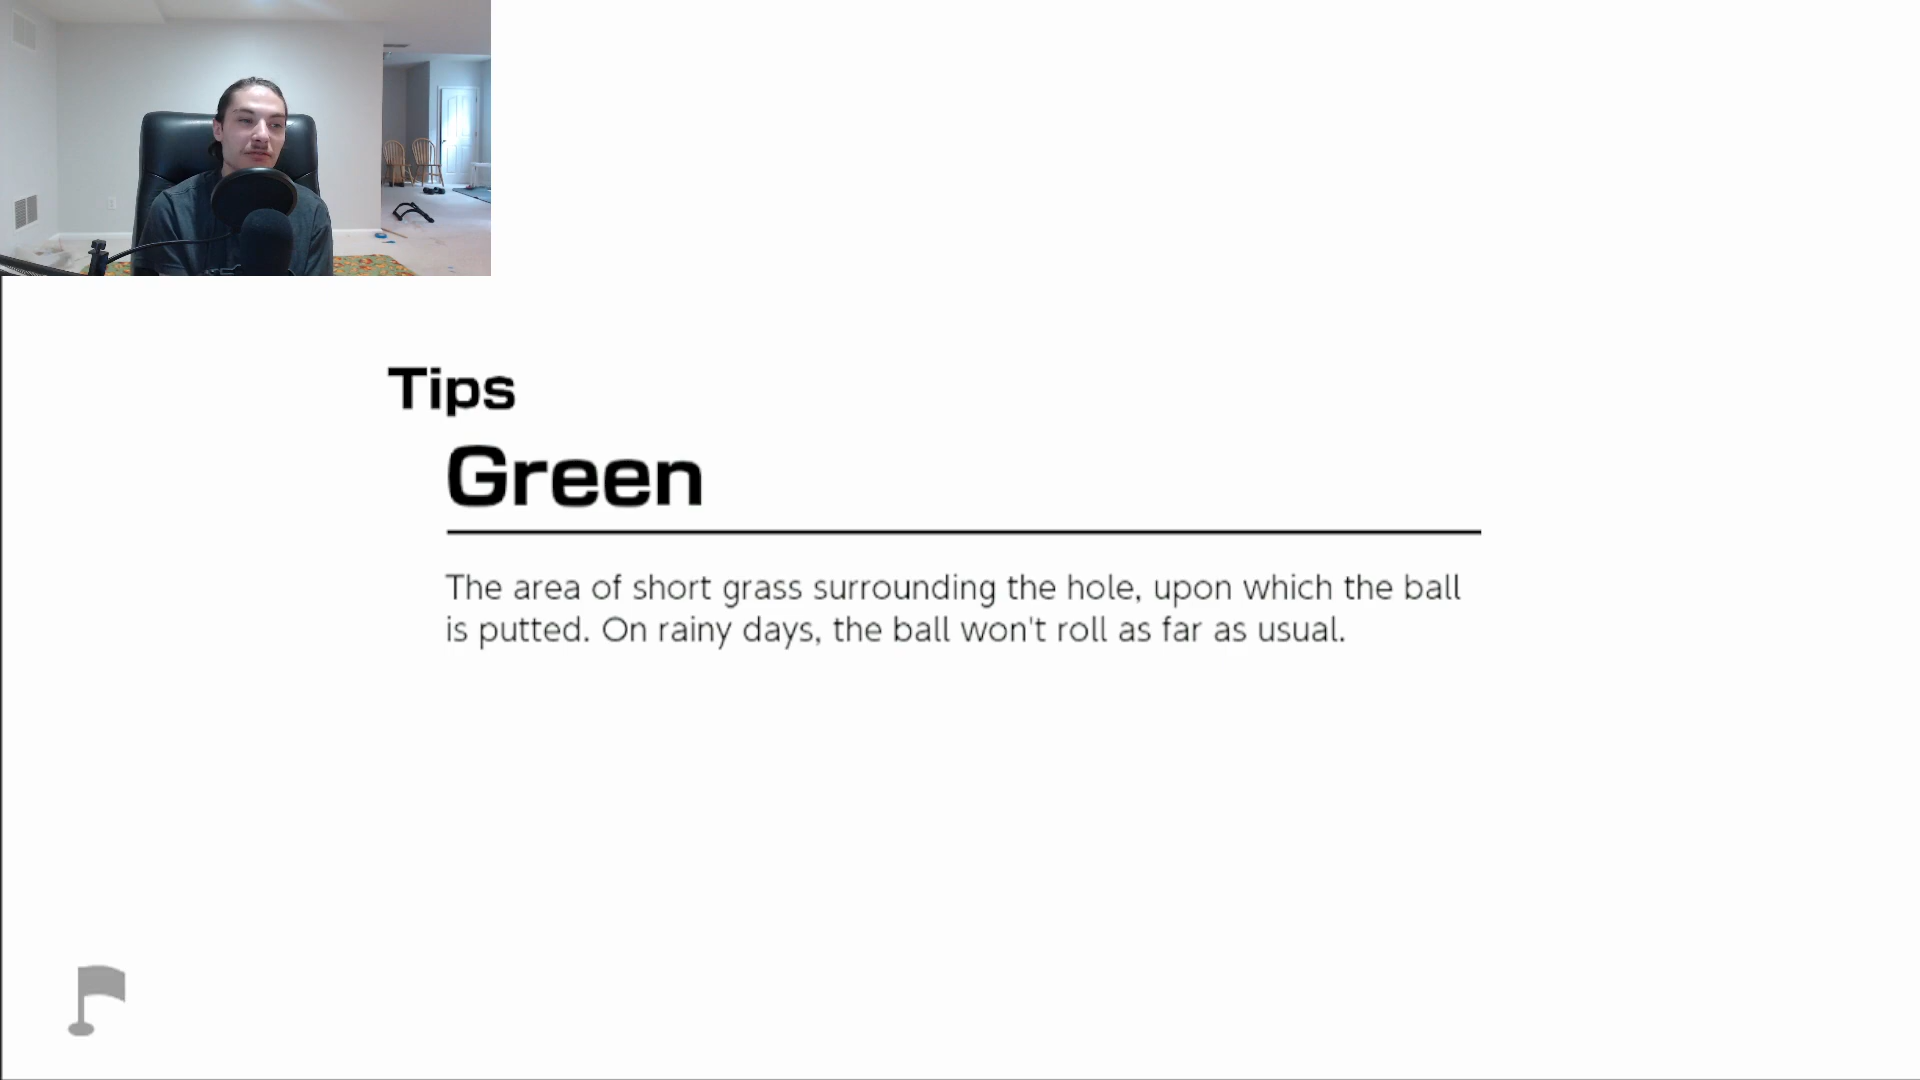 Tips
Green
The area of short grass surrounding the hole, upon which the ball
is putted. On rainy days, the ball won't roll as far as usual.